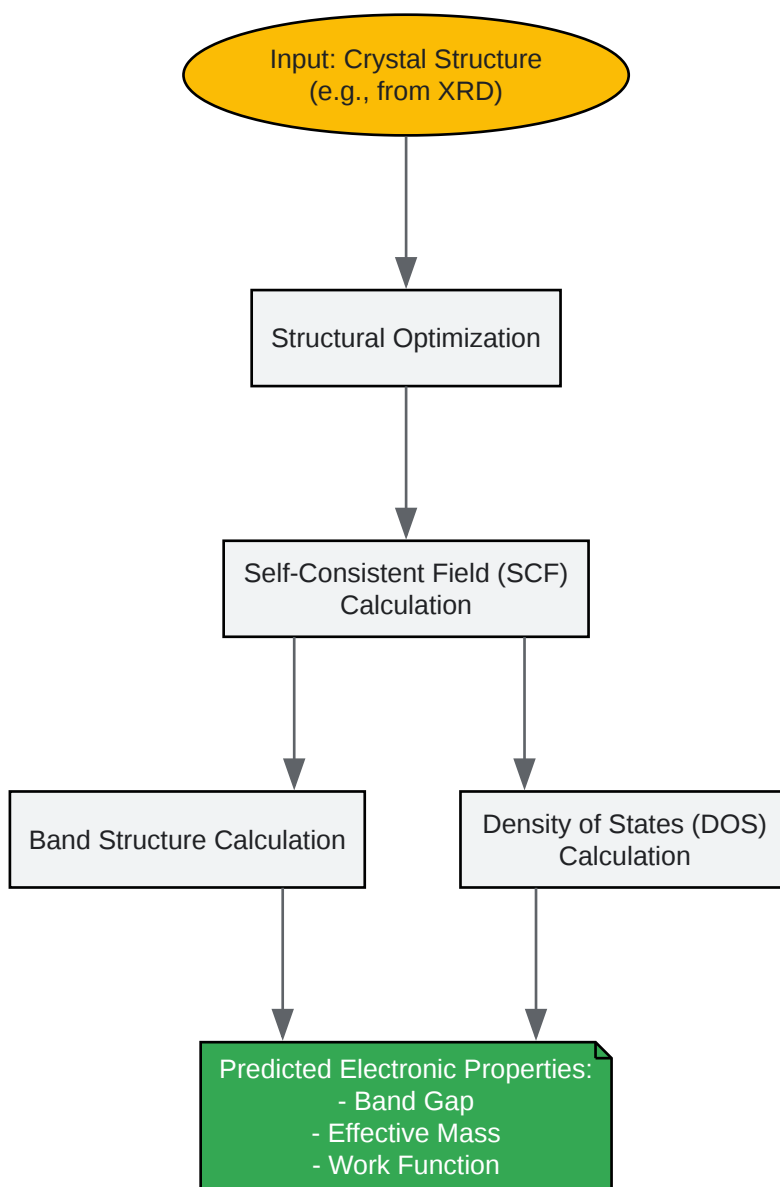 Input: Crystal Structure
(e.g., from XRD)
Structural Optimization
Self-Consistent Field (SCF)
Calculation
Band Structure Calculation
Density of States (DOS)
Calculation
Predicted Electronic Properties:
- Band Gap
- Effective Mass
- Work Function